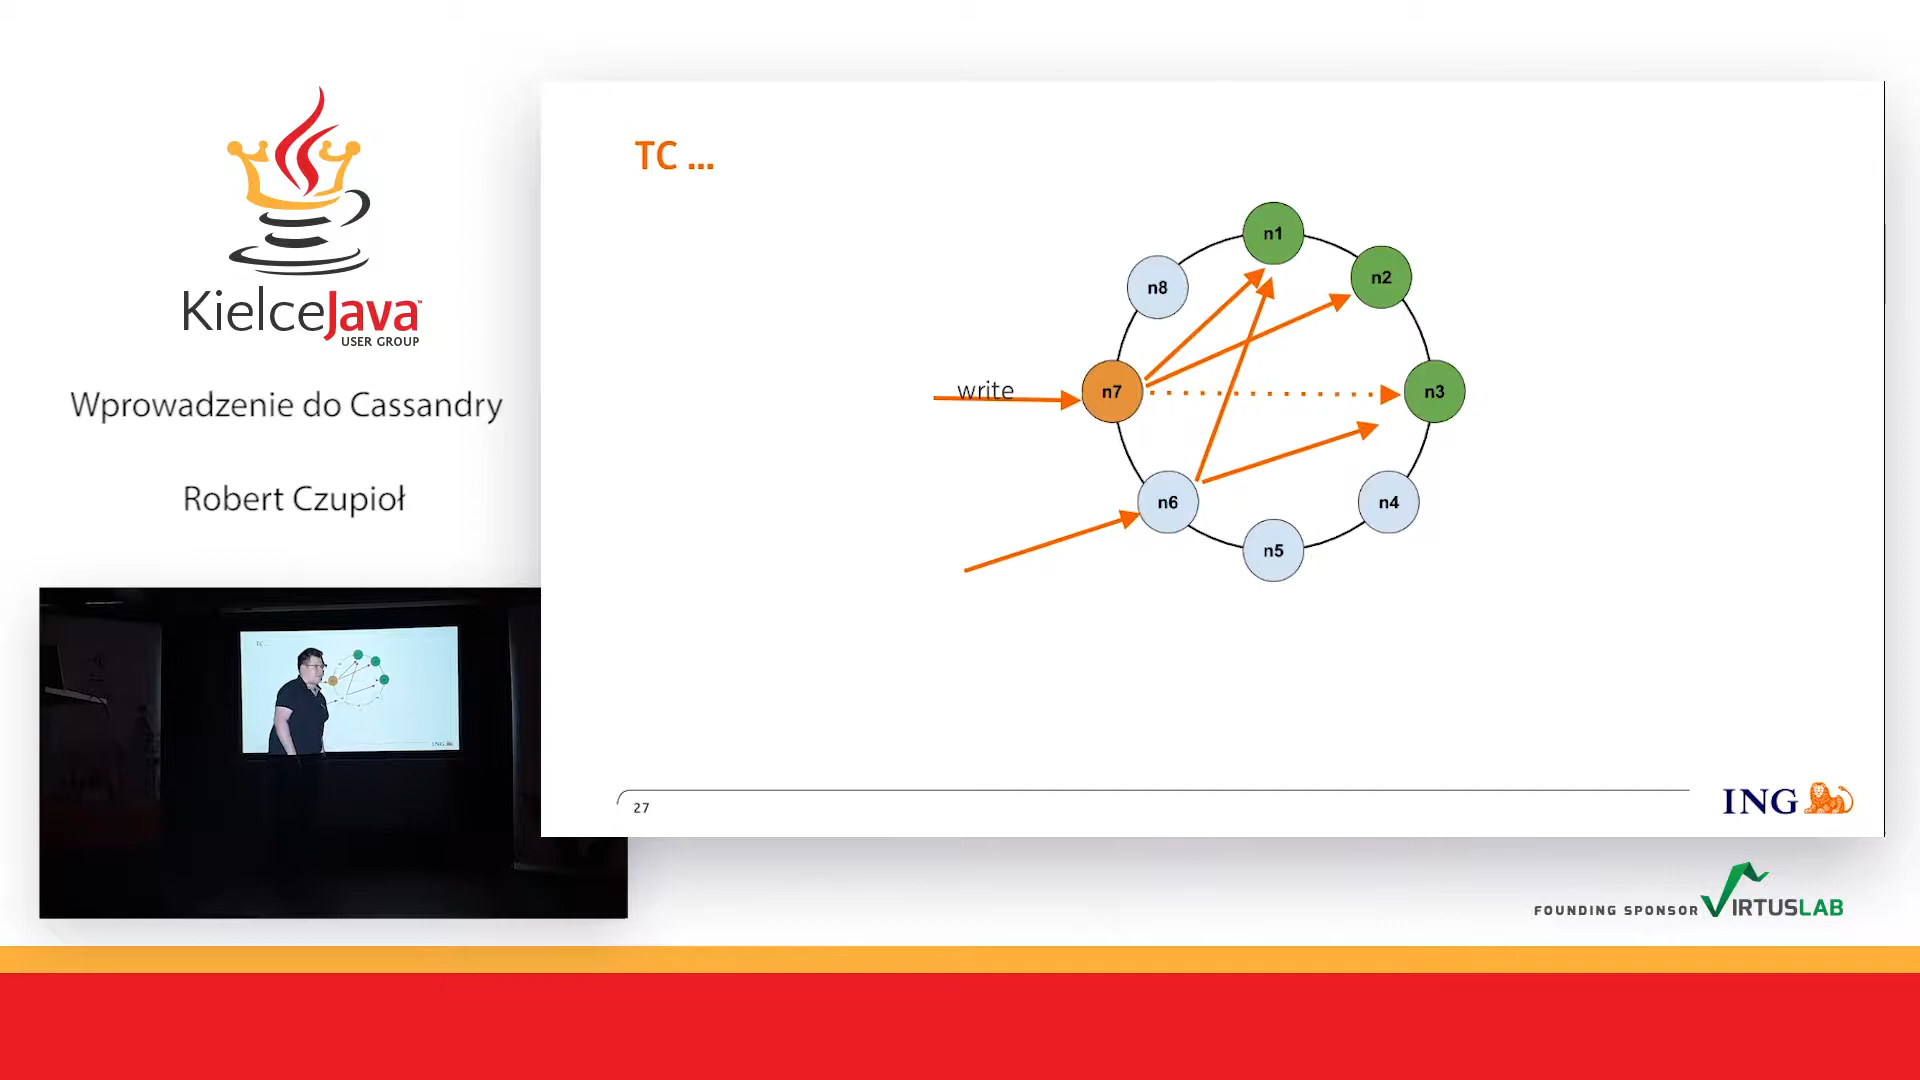 KielceJava
USER GROUP
Wprowadzenie do Cassandry
Robert Czupioł
TC ...
n1
n2
n8
write
n7
n3
n6
n4
n5
27
ING
FOUNDING SPONSOR VIRTUSLAB